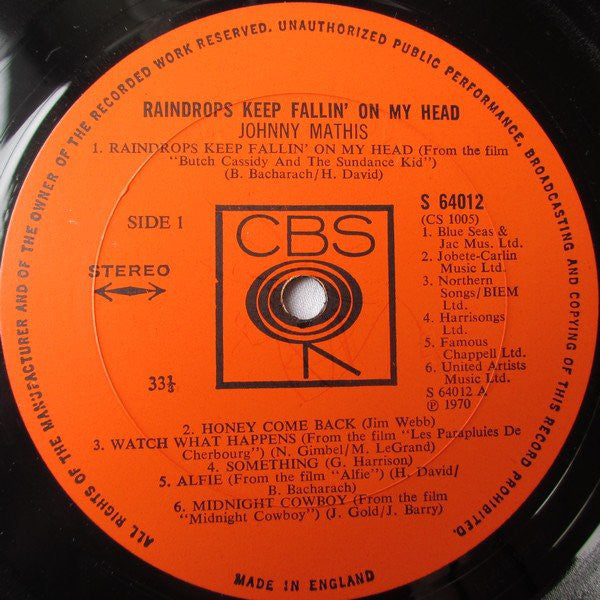 ALL RIGHTS OF THE MANUFACTURER AND OF THE OWNER OF THE RECORDED WORK RESERVED. UNAUTHORIZED PUBLIC PERFORMANCE, BROADCASTING AND COPYING OF THIS RECORD PROHIBITED.
RAINDROPS KEEP FALLIN' ON MY HEAD
JOHNNY MATHIS
1. RAINDROPS KEEP FALLIN' ON MY HEAD (From the film
"Butch Cassidy And The Sundance Kid")
(B. Bacharach/H. David)
SIDE 1
STEREO
33⅓
CBS
S 64012
(CS 1005)
1. Blue Seas &
Jac Mus. Ltd.
2. Jobete-Carlin
Music Ltd.
3. Northern
Songs/BIEM
Ltd.
4. Harrisongs
Ltd.
5. Famous
Chappell Ltd.
6. United Artists
Music Ltd.
S 64012 A
℗ 1970
2. HONEY COME BACK (Jim Webb)
3. WATCH WHAT HAPPENS (From the film "Les Parapluies De
Cherbourg") (N. Gimbel/M. LeGrand)
4. SOMETHING (G. Harrison)
5. ALFIE (From the film "Alfie") (H. David/
B. Bacharach)
6. MIDNIGHT COWBOY (From the film
"Midnight Cowboy") (J. Gold/J. Barry)
MADE IN ENGLAND